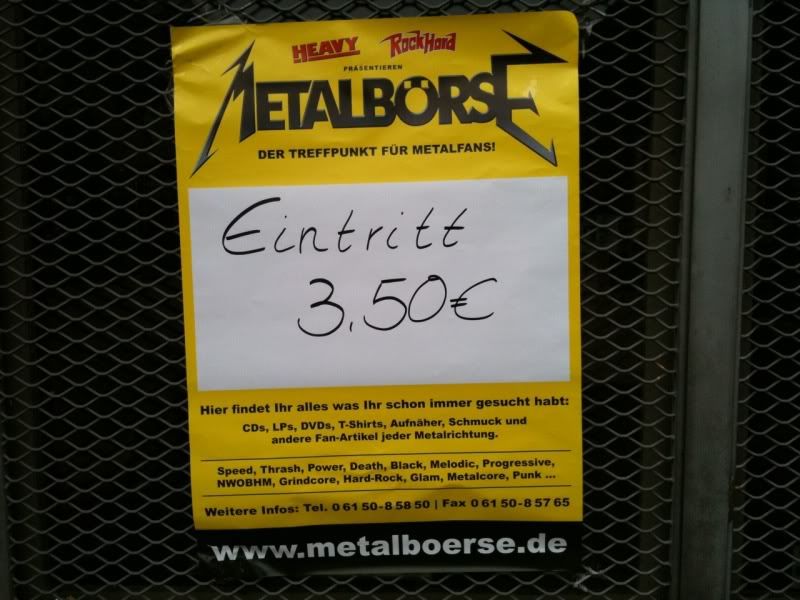 HEAVY RockHard
PRÄSENTIEREN
METALBÖRSE
DER TREFFPUNKT FÜR METALFANS!
Eintritt
3,50€
Hier findet Ihr alles was Ihr schon immer gesucht habt:
CDs, LPs, DVDs, T-Shirts, Aufnäher, Schmuck und
andere Fan-Artikel jeder Metalrichtung.
Speed, Thrash, Power, Death, Black, Melodic, Progressive,
NWOBHM, Grindcore, Hard-Rock, Glam, Metalcore, Punk ...
Weitere Infos: Tel. 0 61 50-8 58 50 | Fax 0 61 50-8 57 65
www.metalboerse.de